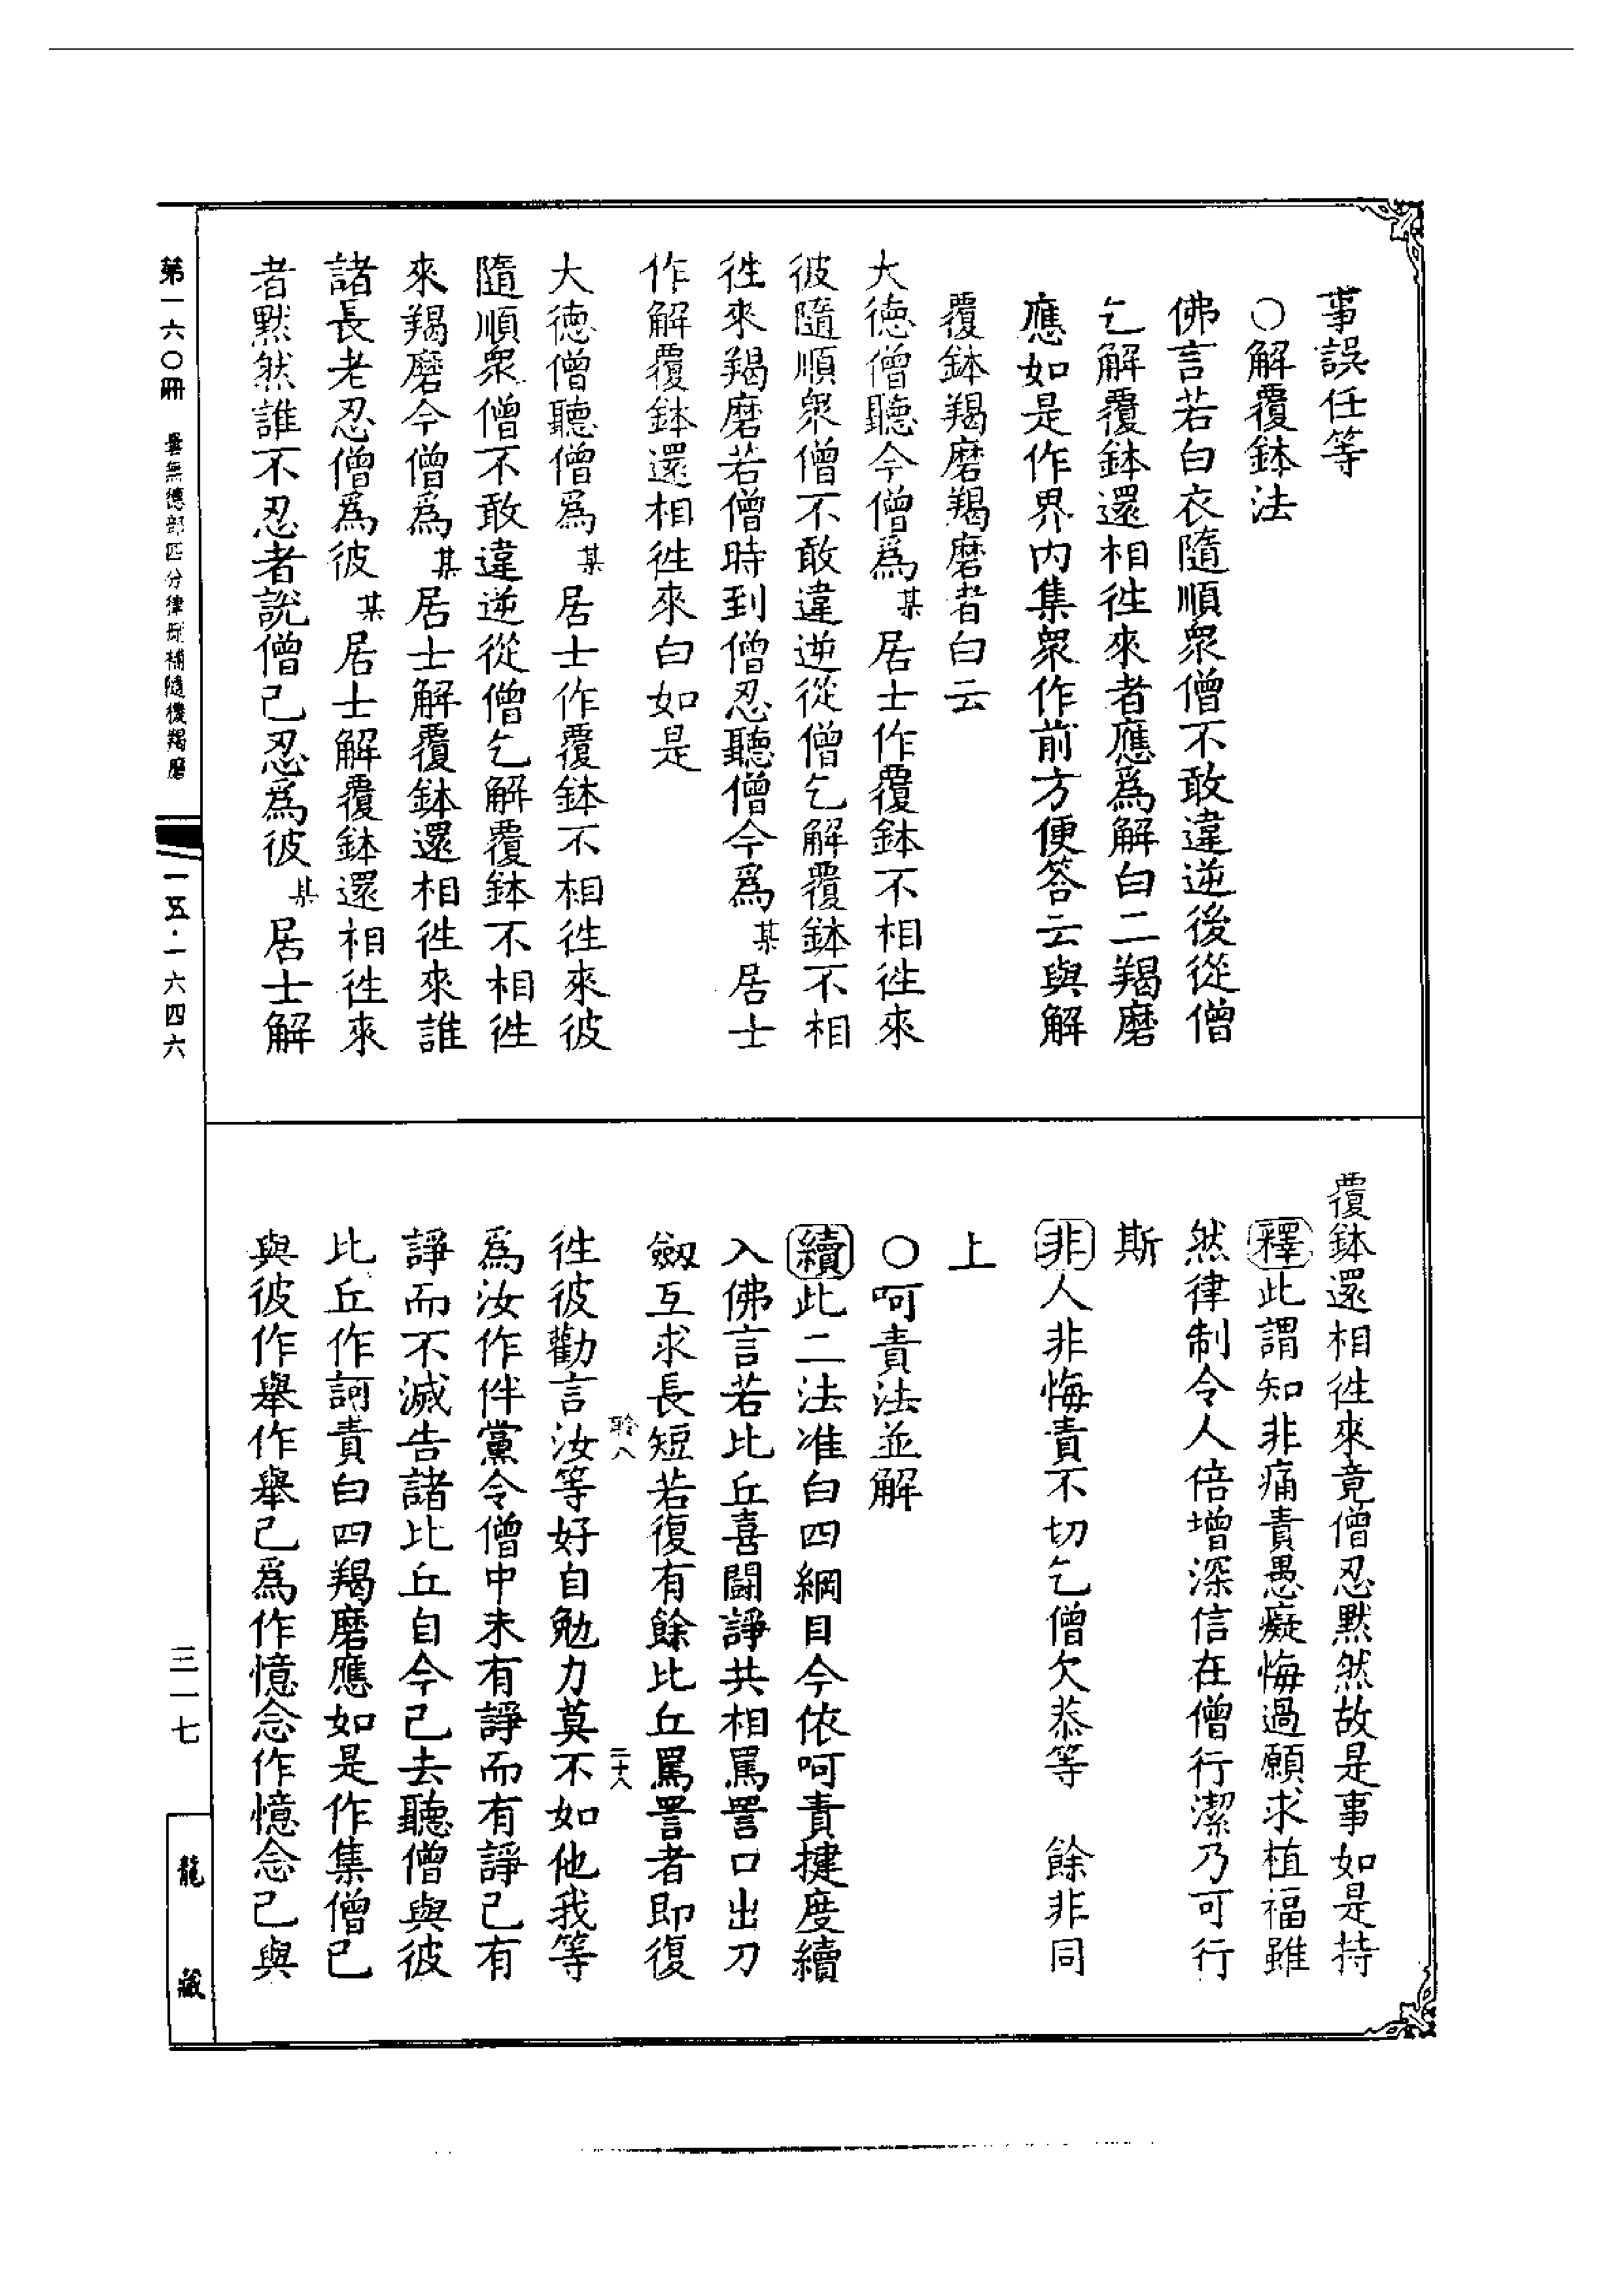 事誤任等
○解覆鉢法
佛言若白衣隨順眾僧不敢違逆後從僧
乞解覆鉢還相徃來者應爲解白二羯磨
應如是作界內集眾作前方便答云與解
覆鉢羯磨羯磨者白云
大德僧聽今僧爲某居士作覆鉢不相徃來
彼隨順眾僧不敢違逆從僧乞解覆鉢不相
徃來羯磨若僧時到僧忍聽僧今爲某居士
作解覆鉢還相徃來白如是
大德僧聽僧爲某居士作覆鉢不相徃來彼
隨順眾僧不敢違逆從僧乞解覆鉢不相徃
來羯磨今僧爲某居士解覆鉢還相徃來誰
諸長老忍僧爲彼某居士解覆鉢還相徃來
者默然誰不忍者說僧已忍爲彼某居士解
覆鉢還相徃來竟僧忍默然故是事如是持
釋此謂知非痛責愚癡悔過願求植福雖
然律制令人倍增深信在僧行潔乃可行
斯
非人非悔責不切乞僧欠恭等 餘非同
上
○呵責法並解
續此二法准白四綱目今依呵責揵度續
入佛言若比丘喜鬪諍共相罵詈口出刀
劔互求長短若復有餘比丘罵詈者即復
聆八 二十八
徃彼勸言汝等好自勉力莫不如他我等
爲汝作伴黨令僧中未有諍而有諍已有
諍而不滅告諸比丘自今已去聽僧與彼
比丘作訶責白四羯磨應如是作集僧已
與彼作舉作舉已爲作憶念作憶念已與
第一六〇冊 曇無德部四分律刪補隨機羯磨
一五·一六四六
三一七
龍藏